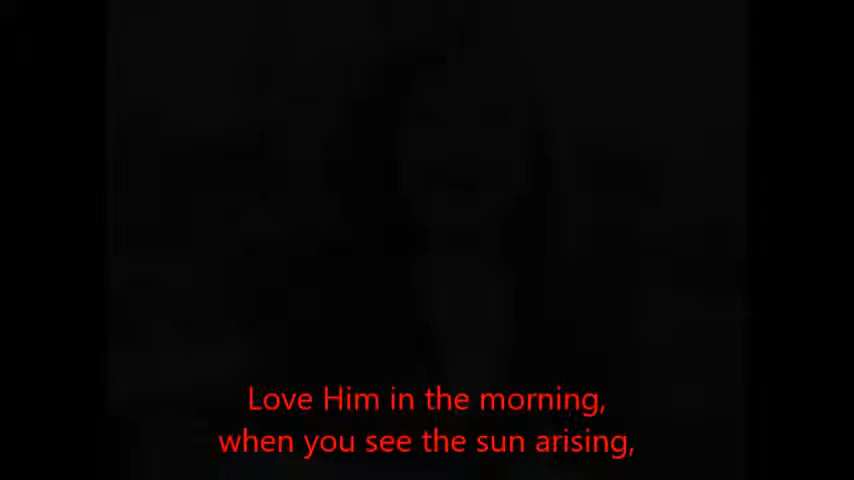 Love Him in the morning,
when you see the sun arising,